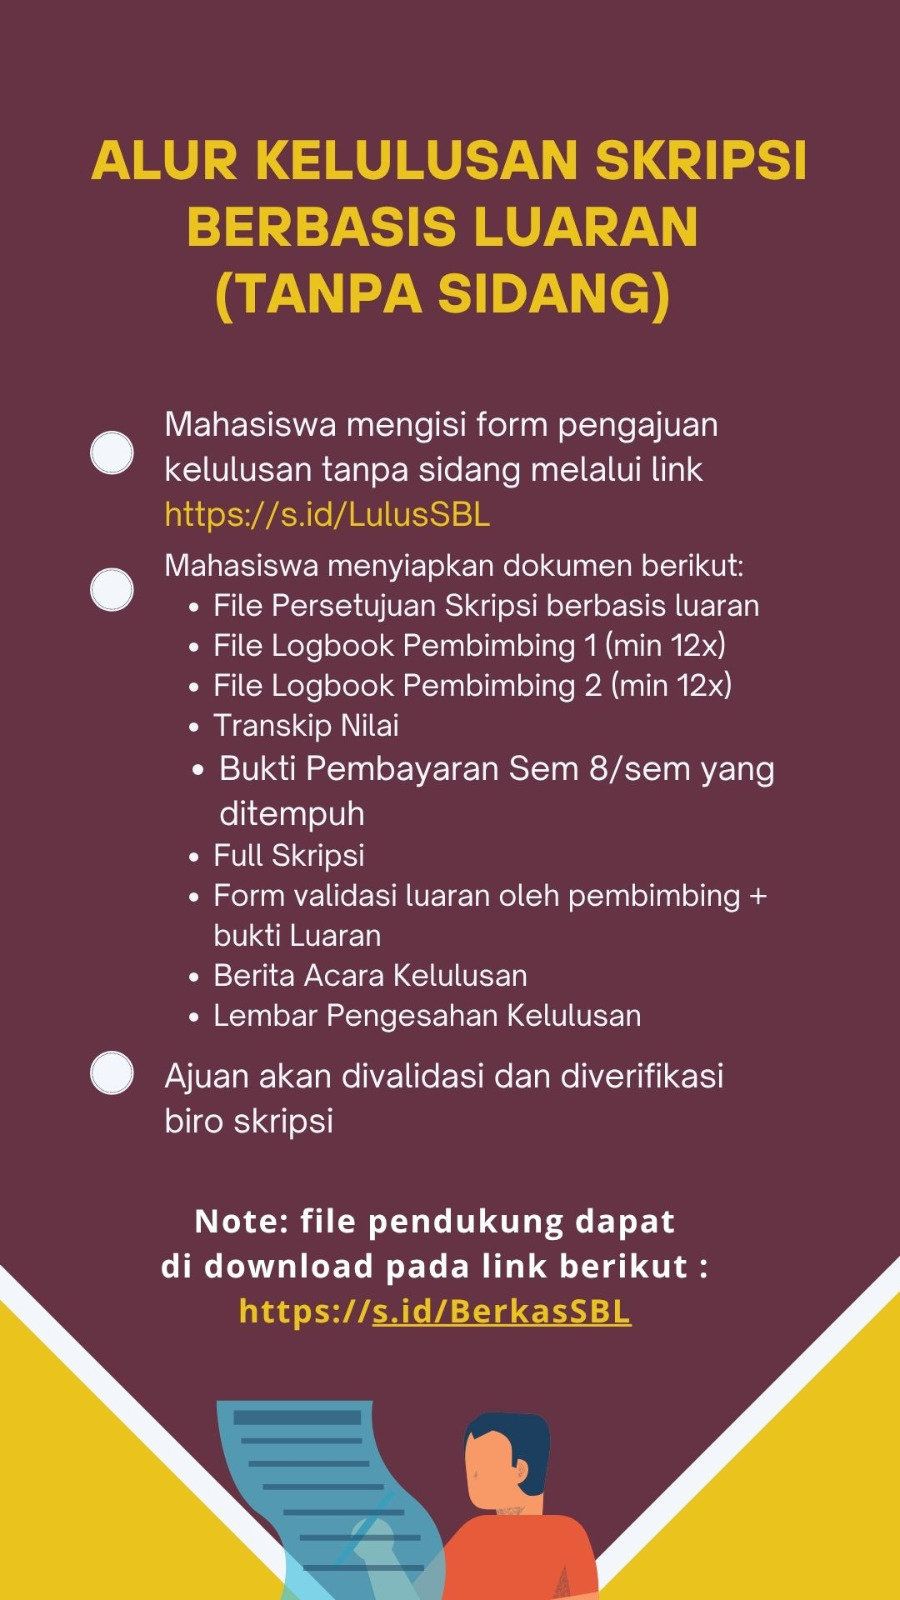 ALUR KELULUSAN SKRIPSI
BERBASIS LUARAN
(TANPA SIDANG)
Mahasiswa mengisi form pengajuan
kelulusan tanpa sidang melalui link
https://s.id/LulusSBL
Mahasiswa menyiapkan dokumen berikut:
• File Persetujuan Skripsi berbasis luaran
• File Logbook Pembimbing 1 (min 12x)
• File Logbook Pembimbing 2 (min 12x)
• Transkip Nilai
• Bukti Pembayaran Sem 8/sem yang
ditempuh
• Full Skripsi
• Form validasi luaran oleh pembimbing +
bukti Luaran
• Berita Acara Kelulusan
• Lembar Pengesahan Kelulusan
Ajuan akan divalidasi dan diverifikasi
biro skripsi
Note: file pendukung dapat
di download pada link berikut :
https://s.id/BerkasSBL